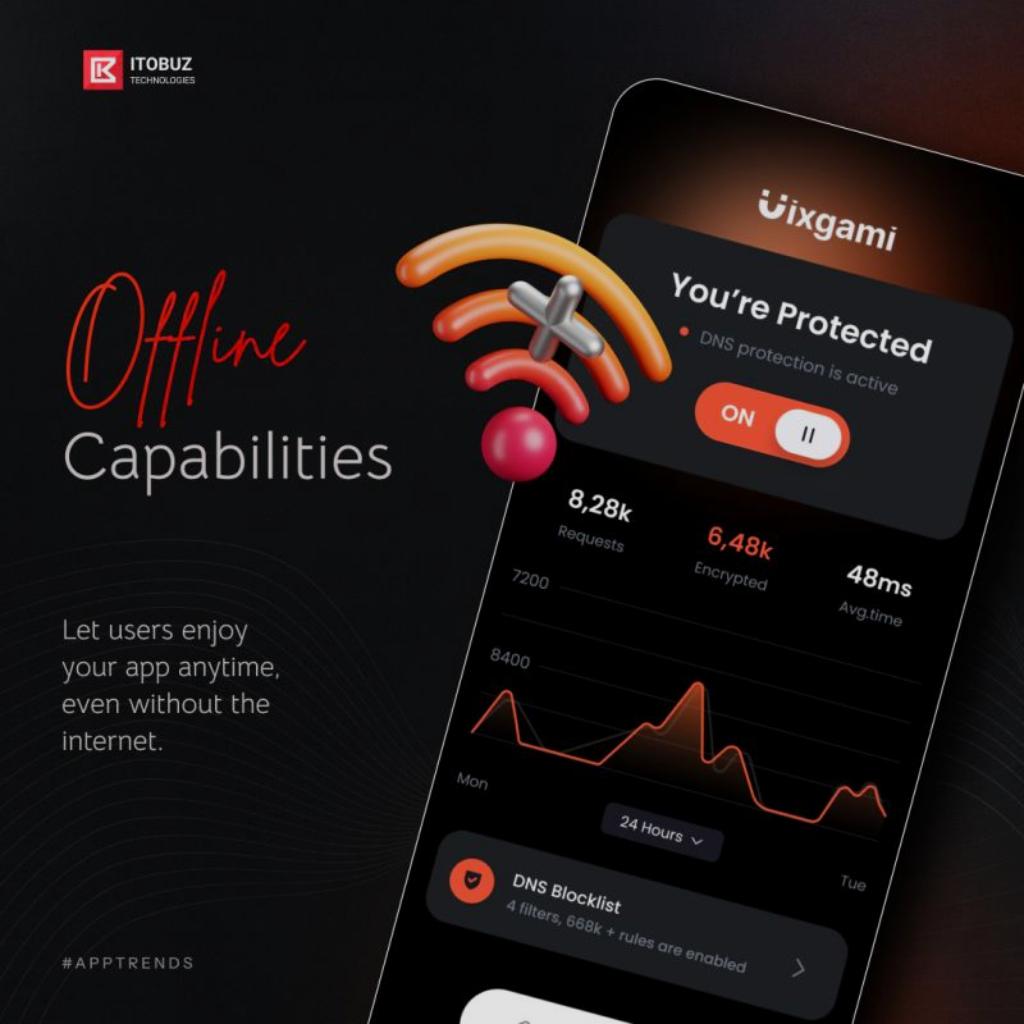 ITOBUZ
TECHNOLOGIES
Offline
Capabilities
Let users enjoy
your app anytime,
even without the
internet.
#APPTRENDS
Uixgami
You're Protected
DNS protection is active
ON
8,28k
Requests
6,48k
Encrypted
48ms
Avg.time
7200
8400
Mon
24 Hours
Tue
DNS Blocklist
4 filters, 668k + rules are enabled